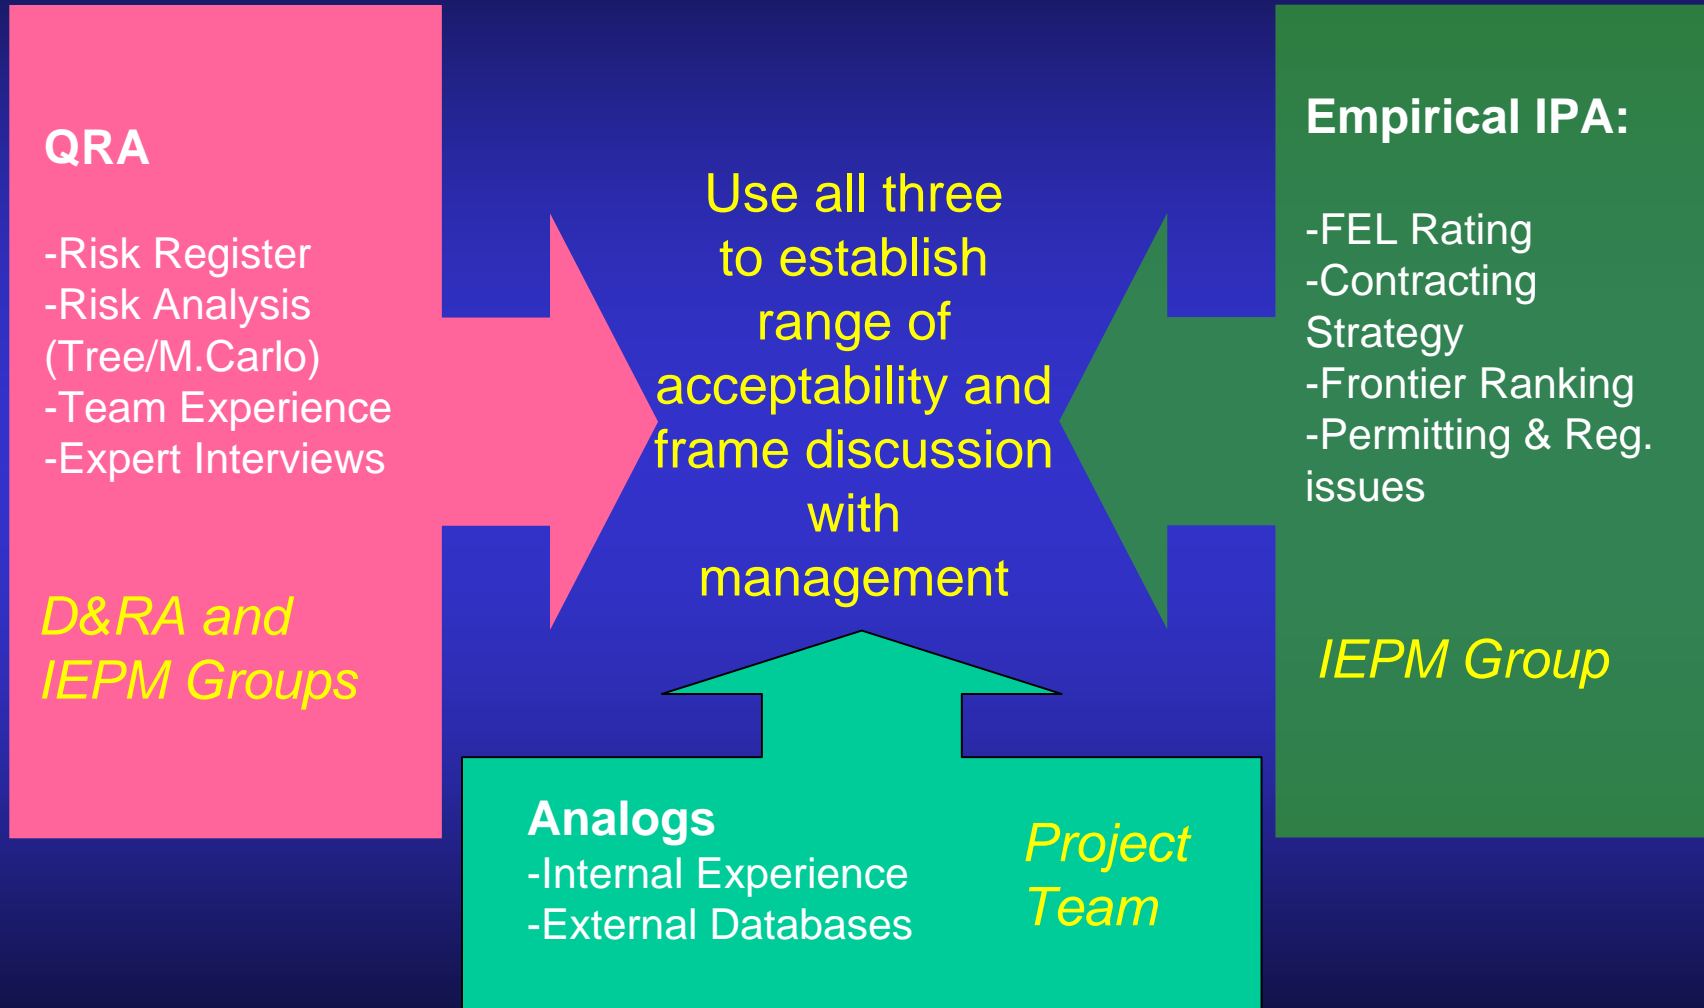 QRA
-Risk Register
-Risk Analysis
(Tree/M.Carlo)
-Team Experience
-Expert Interviews
D&RA and
IEPM Groups
Use all three
to establish
range of
acceptability and
frame discussion
with
management
Empirical IPA:
-FEL Rating
-Contracting
Strategy
-Frontier Ranking
-Permitting & Reg.
issues
IEPM Group
Analogs
-Internal Experience
-External Databases
Project
Team